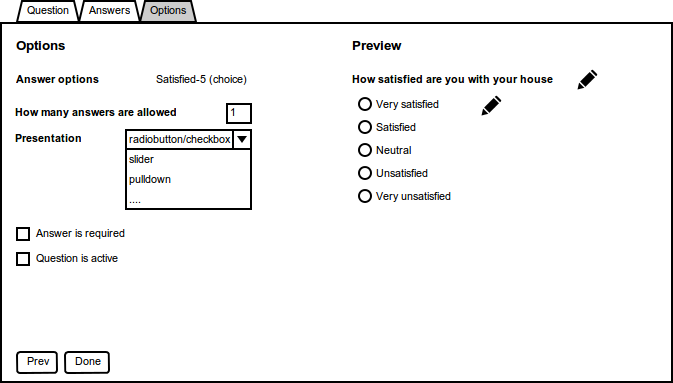 Question Answers Options
Options
Answer options Satisfied-5 (choice)
How many answers are allowed 1
Presentation radiobutton/checkbox
slider
pulldown
....
Answer is required
Question is active
Prev Done
Preview
How satisfied are you with your house
Very satisfied
Satisfied
Neutral
Unsatisfied
Very unsatisfied